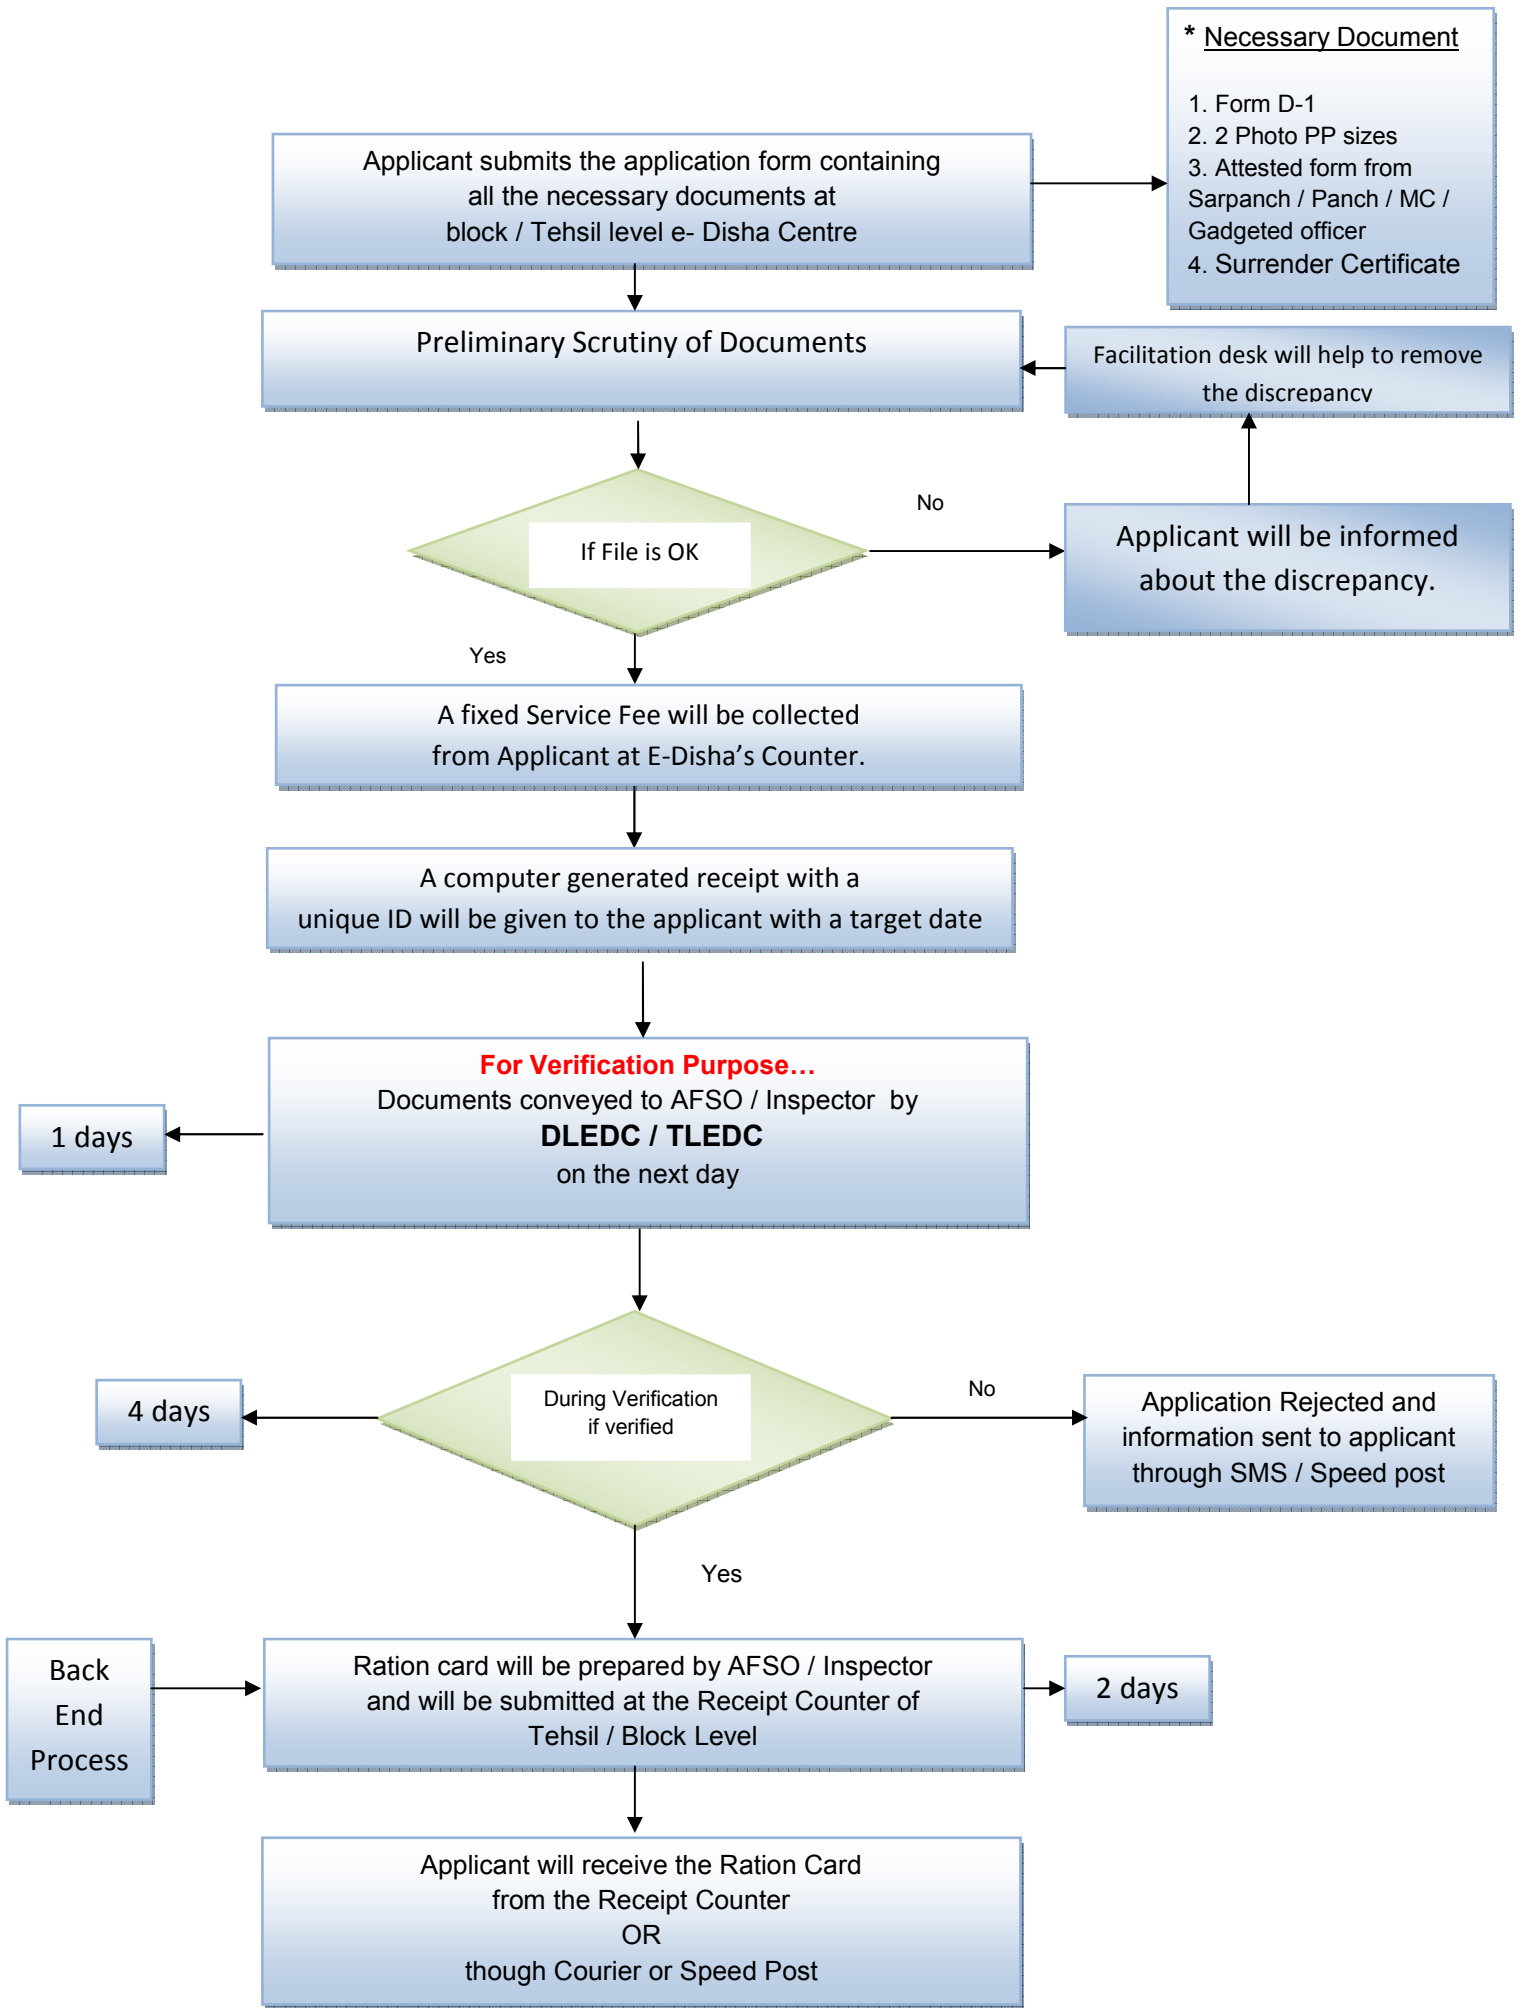 * Necessary Document
1. Form D-1
2. 2 Photo PP sizes
3. Attested form from
Sarpanch / Panch / MC /
Gadgeted officer
4. Surrender Certificate
Applicant submits the application form containing
all the necessary documents at
block / Tehsil level e- Disha Centre
Preliminary Scrutiny of Documents
Facilitation desk will help to remove
the discrepancy
If File is OK
No
Applicant will be informed
about the discrepancy.
Yes
A fixed Service Fee will be collected
from Applicant at E-Disha’s Counter.
A computer generated receipt with a
unique ID will be given to the applicant with a target date
For Verification Purpose…
Documents conveyed to AFSO / Inspector by
DLEDC / TLEDC
on the next day
1 days
During Verification
if verified
4 days
No
Application Rejected and
information sent to applicant
through SMS / Speed post
Yes
Back
End
Process
Ration card will be prepared by AFSO / Inspector
and will be submitted at the Receipt Counter of
Tehsil / Block Level
2 days
Applicant will receive the Ration Card
from the Receipt Counter
OR
though Courier or Speed Post